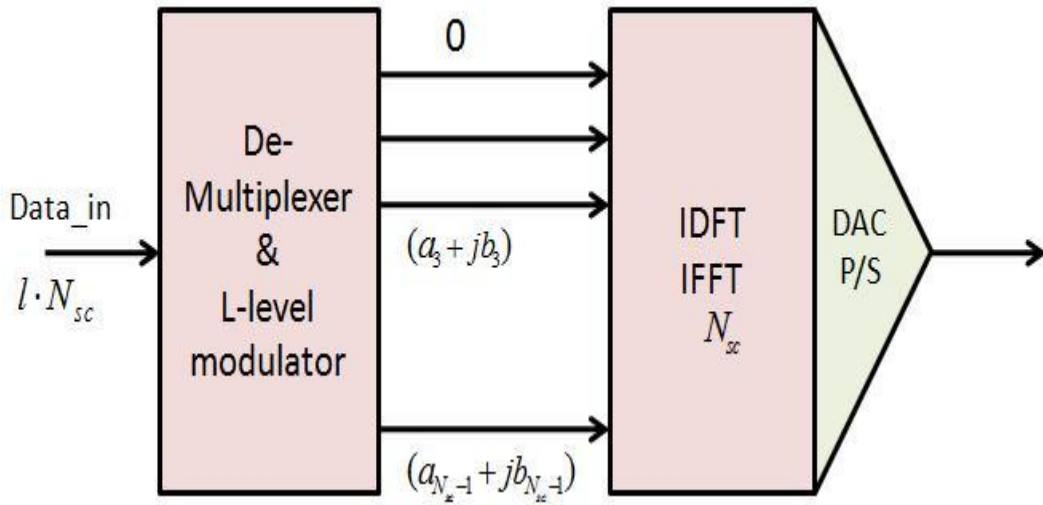 Data_in
l · N_sc
De-
Multiplexer
&
L-level
modulator
0
(a_3 + jb_3)
(a_{N_sc-1} + jb_{N_sc-1})
IDFT
IFFT
N_sc
DAC
P/S